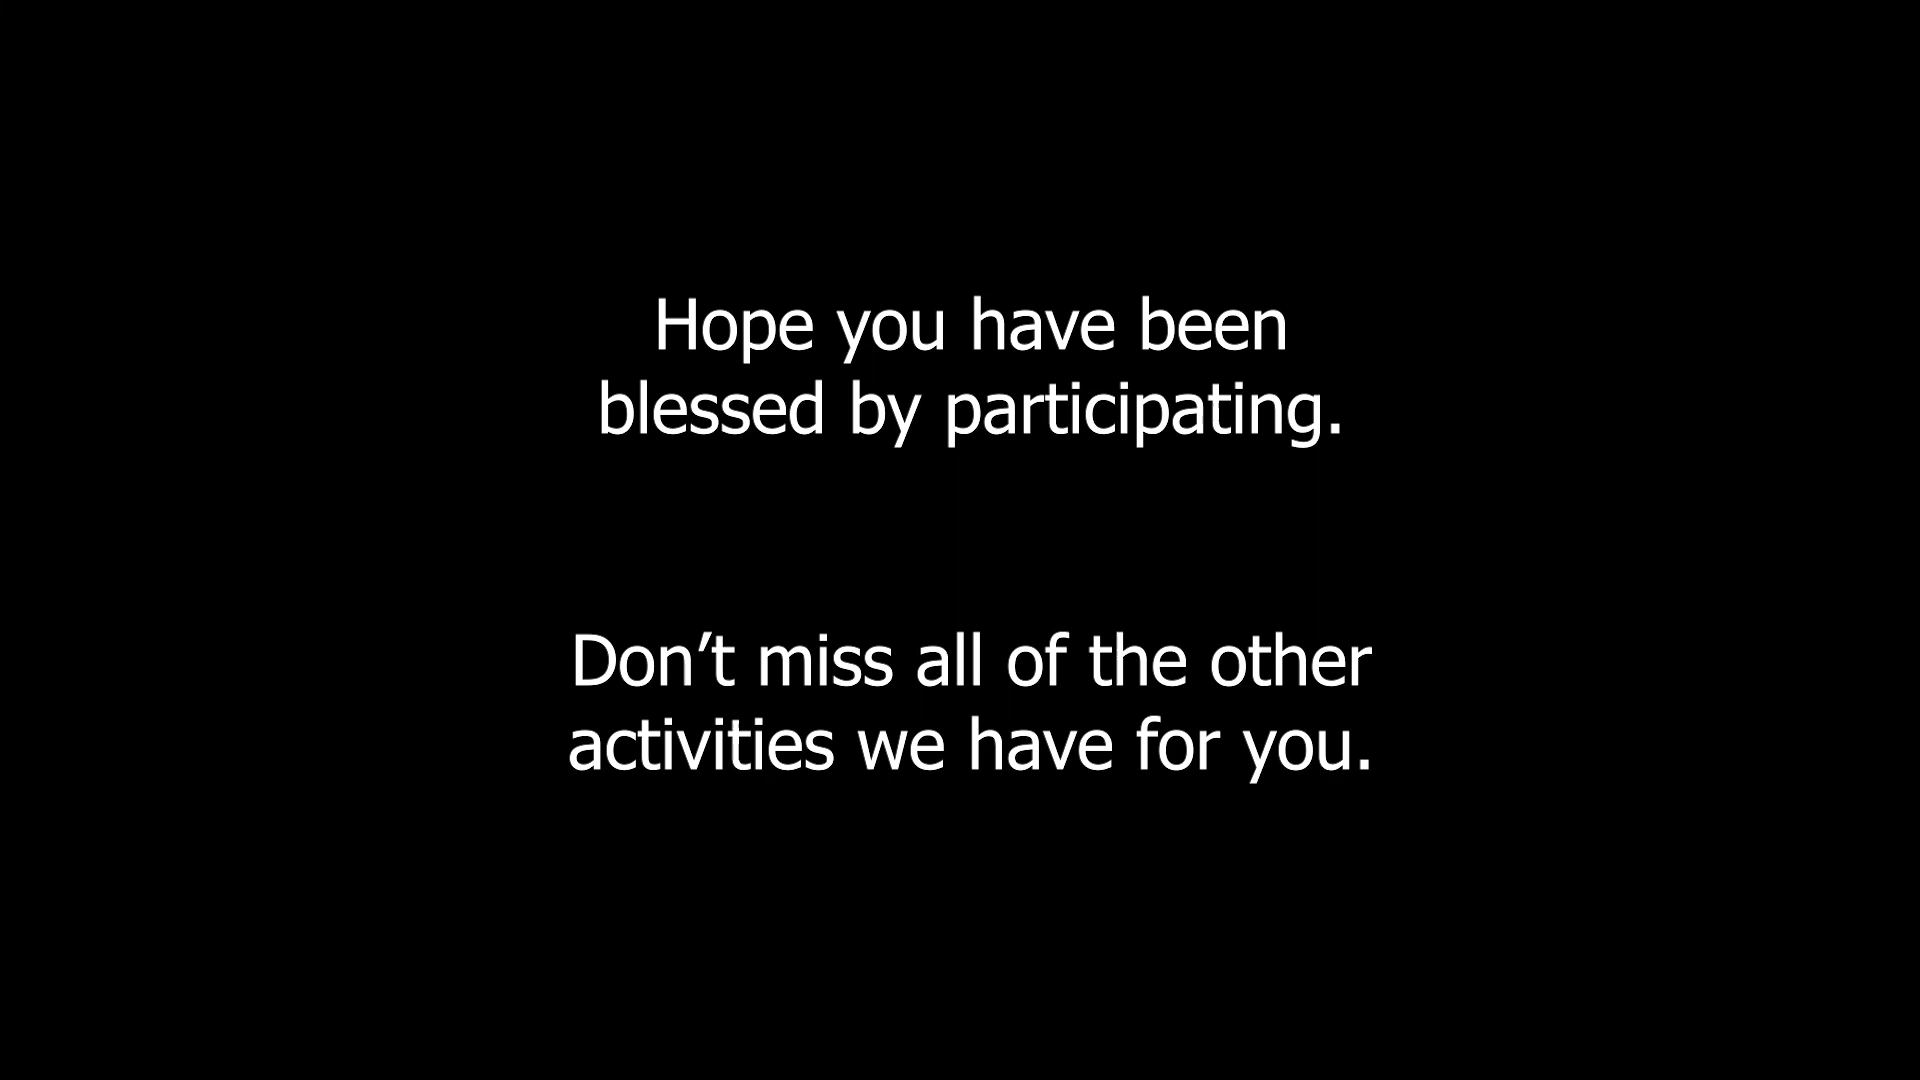 Hope you have been
blessed by participating.
Don’t miss all of the other
activities we have for you.